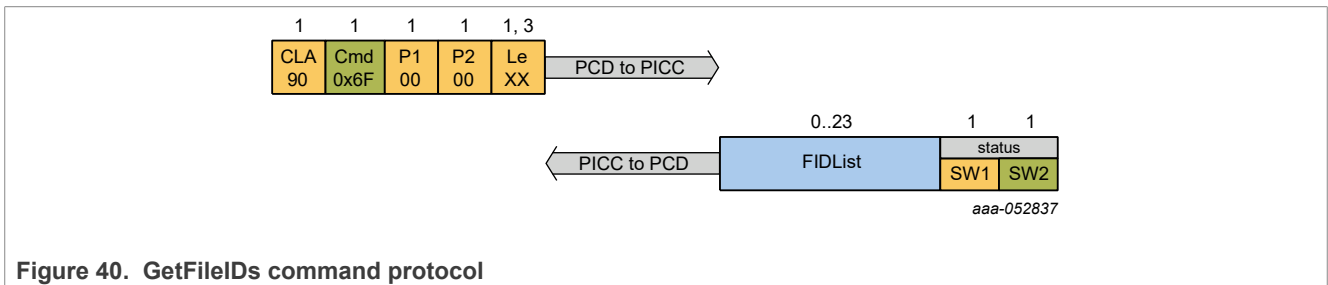 1 1 1 1 1, 3
CLA Cmd P1 P2 Le
90 0x6F 00 00 XX
PCD to PICC
0..23 1 1
status
PICC to PCD FIDList
SW1 SW2
aaa-052837
Figure 40. GetFileIDs command protocol